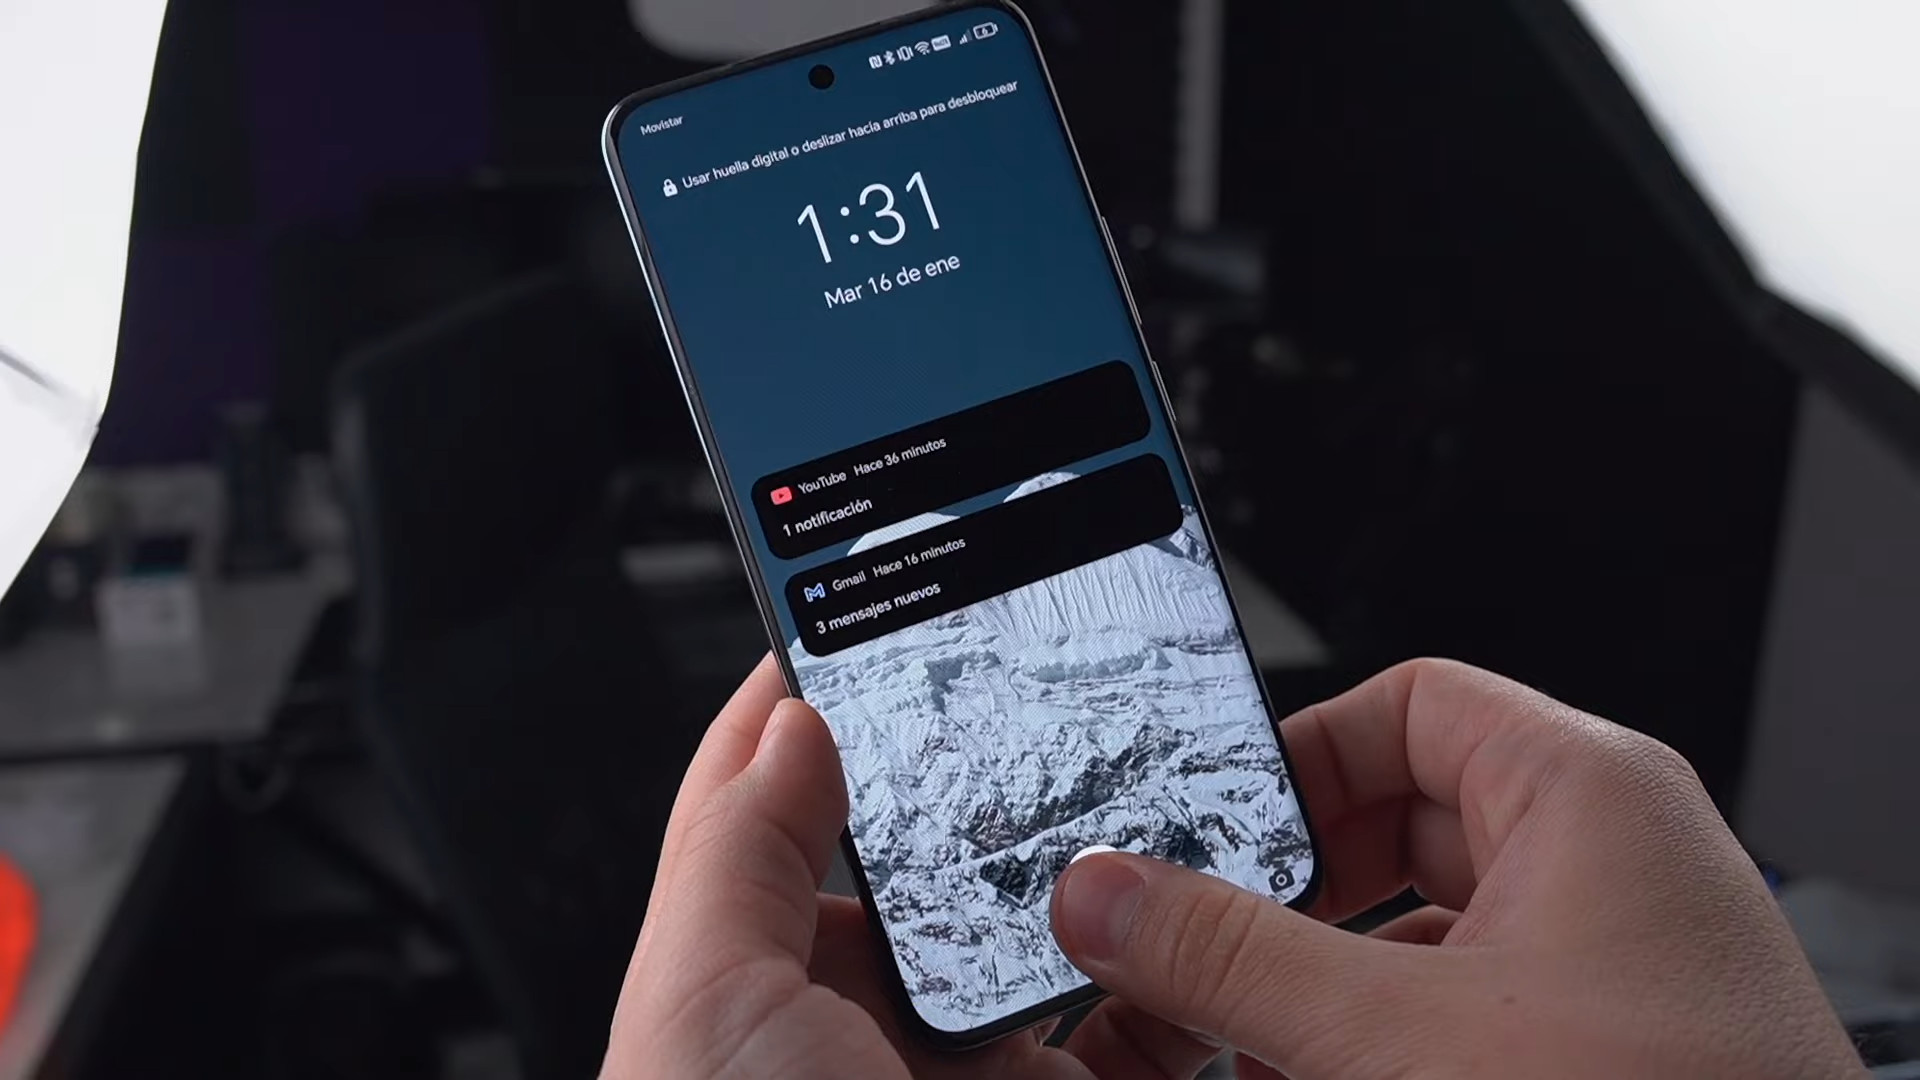 Movistar
Usar huella digital o deslizar hacia arriba para desbloquear
1:31
Mar 16 de ene
YouTube Hace 36 minutos
1 notificación
Gmail Hace 16 minutos
3 mensajes nuevos